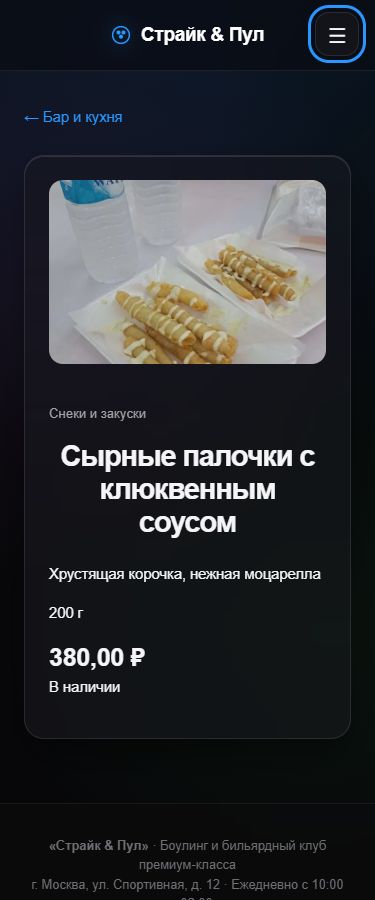 Страйк & Пул
← Бар и кухня
Снеки и закуски
Сырные палочки с
клюквенным
соусом
Хрустящая корочка, нежная моцарелла
200 г
380,00 ₽
В наличии
«Страйк & Пул» · Боулинг и бильярдный клуб
премиум-класса
г. Москва, ул. Спортивная, д. 12 · Ежедневно с 10:00